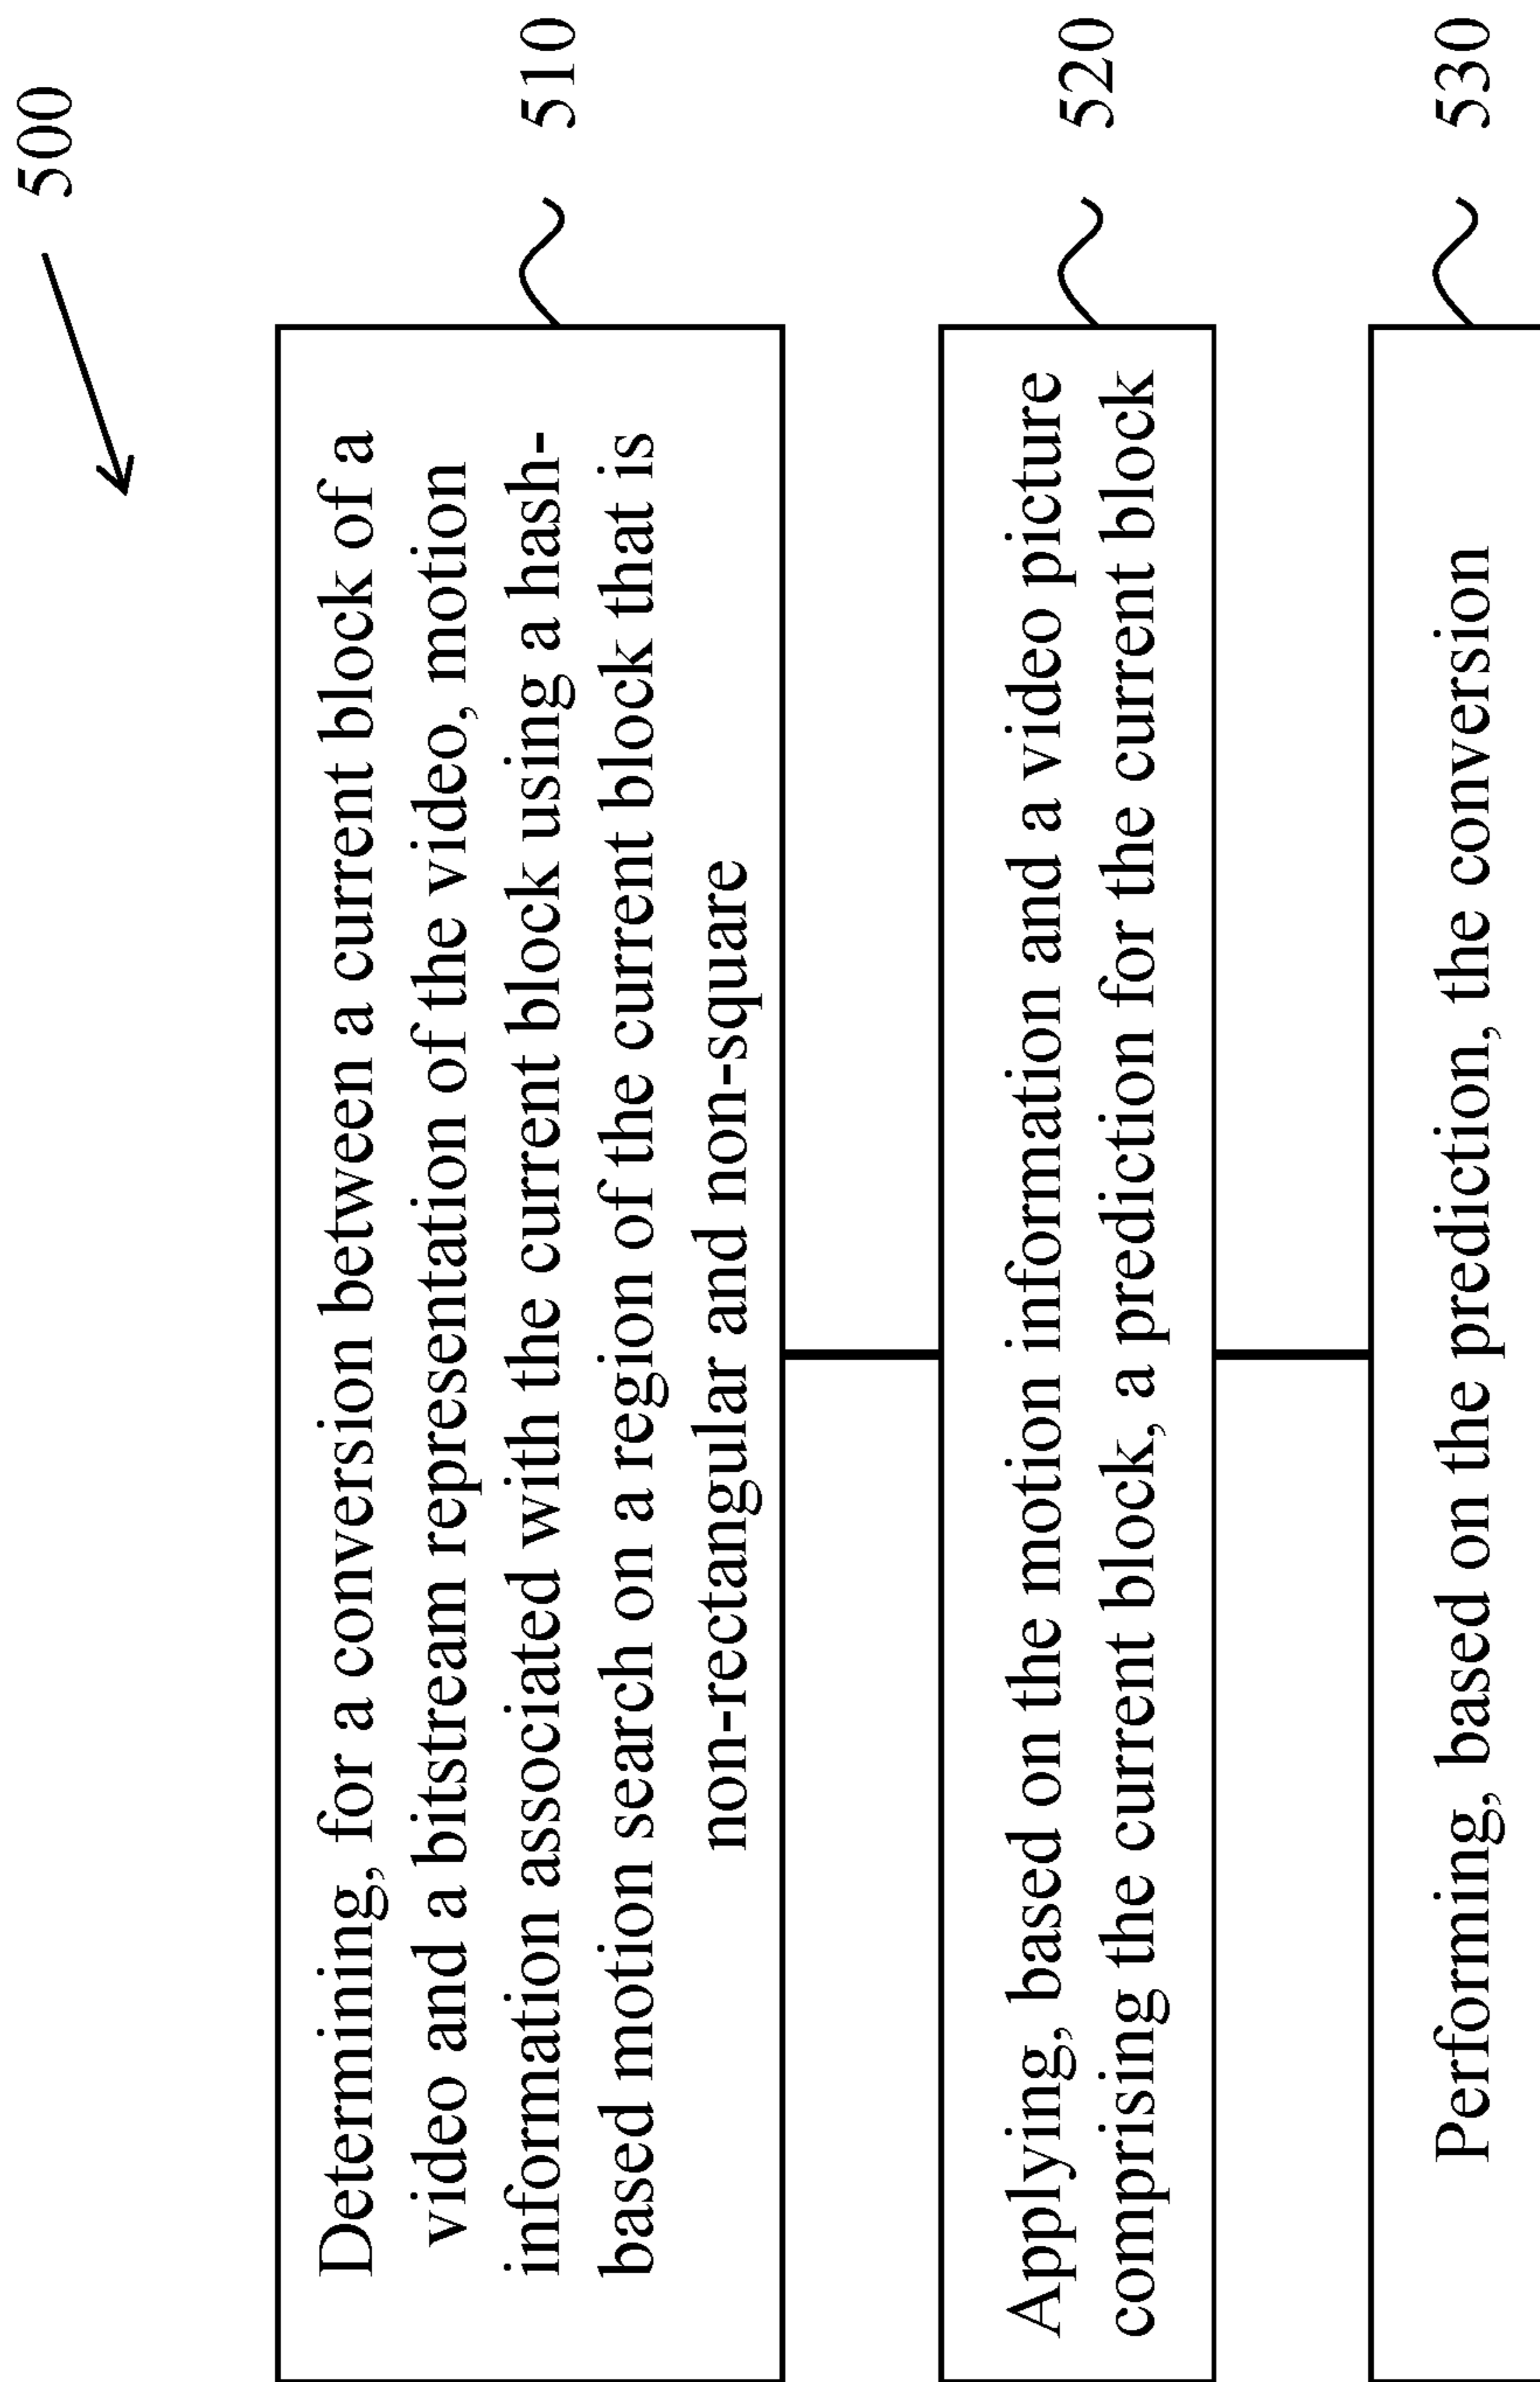 500
Determining, for a conversion between a current block of a
video and a bitstream representation of the video, motion
information associated with the current block using a hash-
based motion search on a region of the current block that is
non-rectangular and non-square
510
Applying, based on the motion information and a video picture
comprising the current block, a prediction for the current block
520
Performing, based on the prediction, the conversion
530